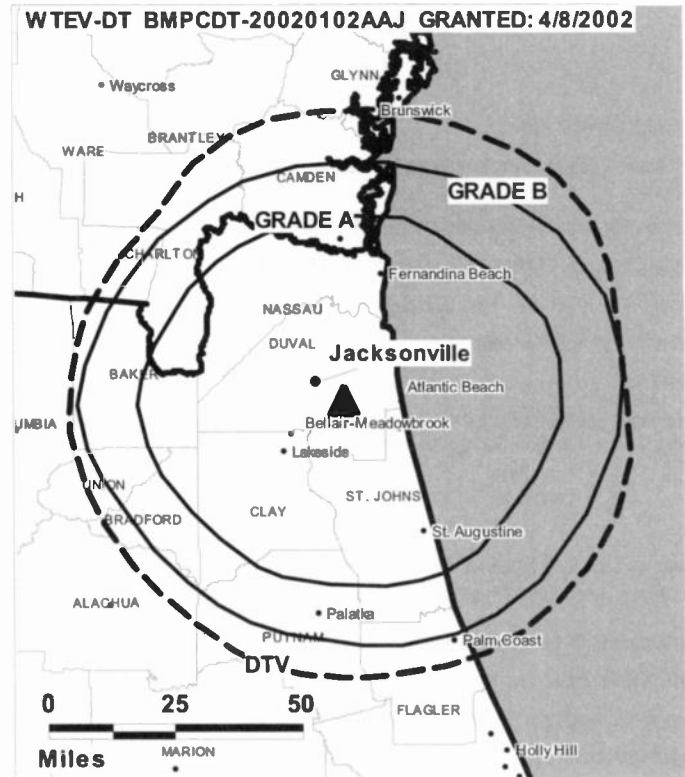 WTEV-DT BMPCDT-20020102AAJ GRANTED: 4/8/2002
GLYNN
Waycross
Brunswick
BRANTLEY
WARE
CAMDEN
GRADE B
H
GRADE A
CHARLTON
Fernandina Beach
NASSAU
DUVAL
Jacksonville
BAKER
Atlantic Beach
UMBIA
Bellair-Meadowbrook
Lakeside
UNION
ST. JOHNS
CLAY
BRADFORD
St. Augustine
ALACHUA
Palatka
PUTNAM
Palm Coast
DTV
0 25 50
FLAGLER
Miles
MARION
Holly Hill